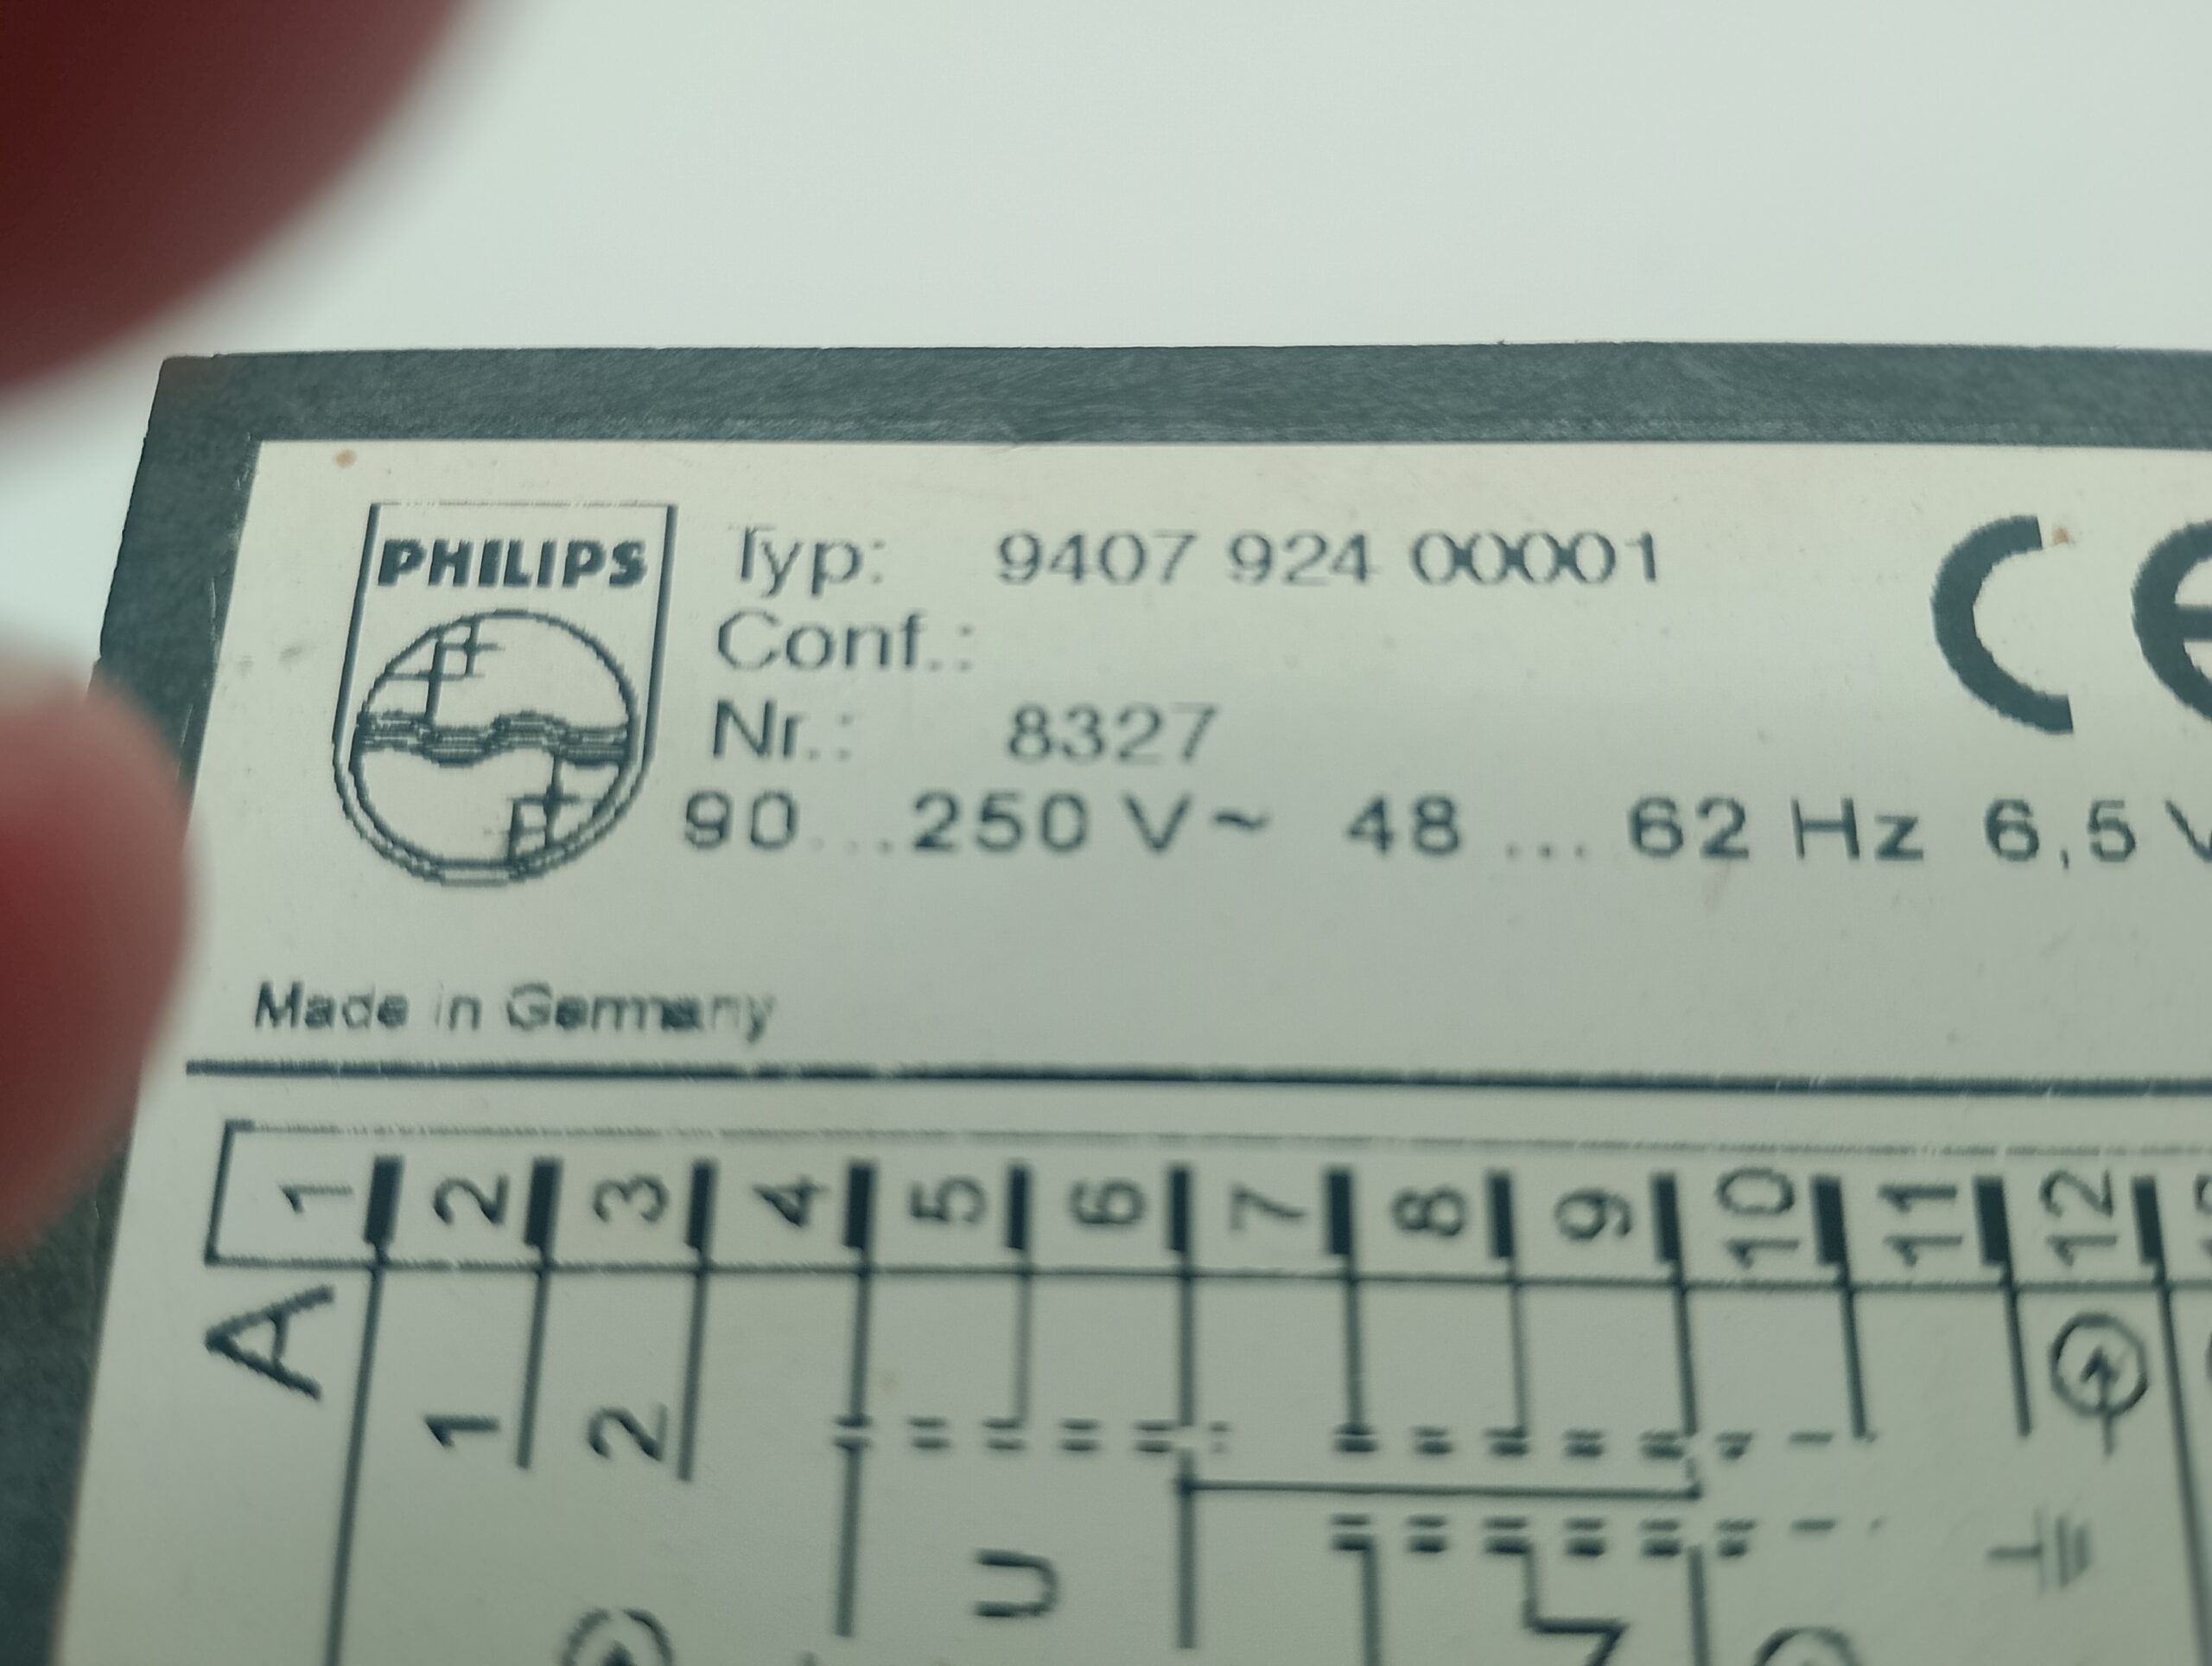 PHILIPS
Typ: 9407 924 00001
CE
Conf.:
Nr.: 8327
90 ...250 V~ 48 ... 62 Hz 6,5
Made in Germany
1 2 3 4 5 6 7 8 9 10 11 12
A
1 2
U